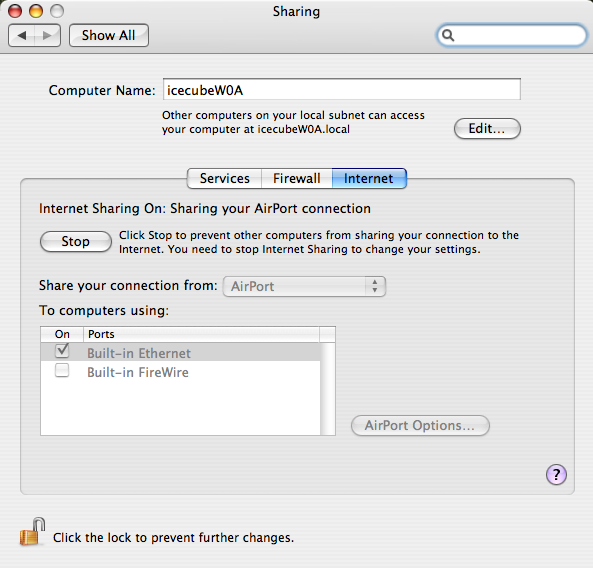 Sharing
Show All
Computer Name: icecubeW0A
Other computers on your local subnet can access
your computer at icecubeW0A.local
Edit...
Services Firewall Internet
Internet Sharing On: Sharing your AirPort connection
Stop
Click Stop to prevent other computers from sharing your connection to the
Internet. You need to stop Internet Sharing to change your settings.
Share your connection from: AirPort
To computers using:
On Ports
Built-in Ethernet
Built-in FireWire
AirPort Options...
?
Click the lock to prevent further changes.